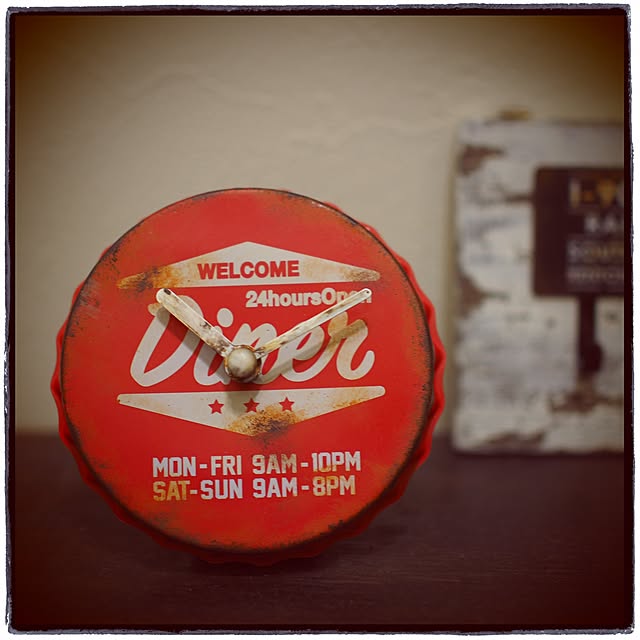 WELCOME
24hoursOpen
Diner
MON-FRI 9AM-10PM
SAT-SUN 9AM-8PM